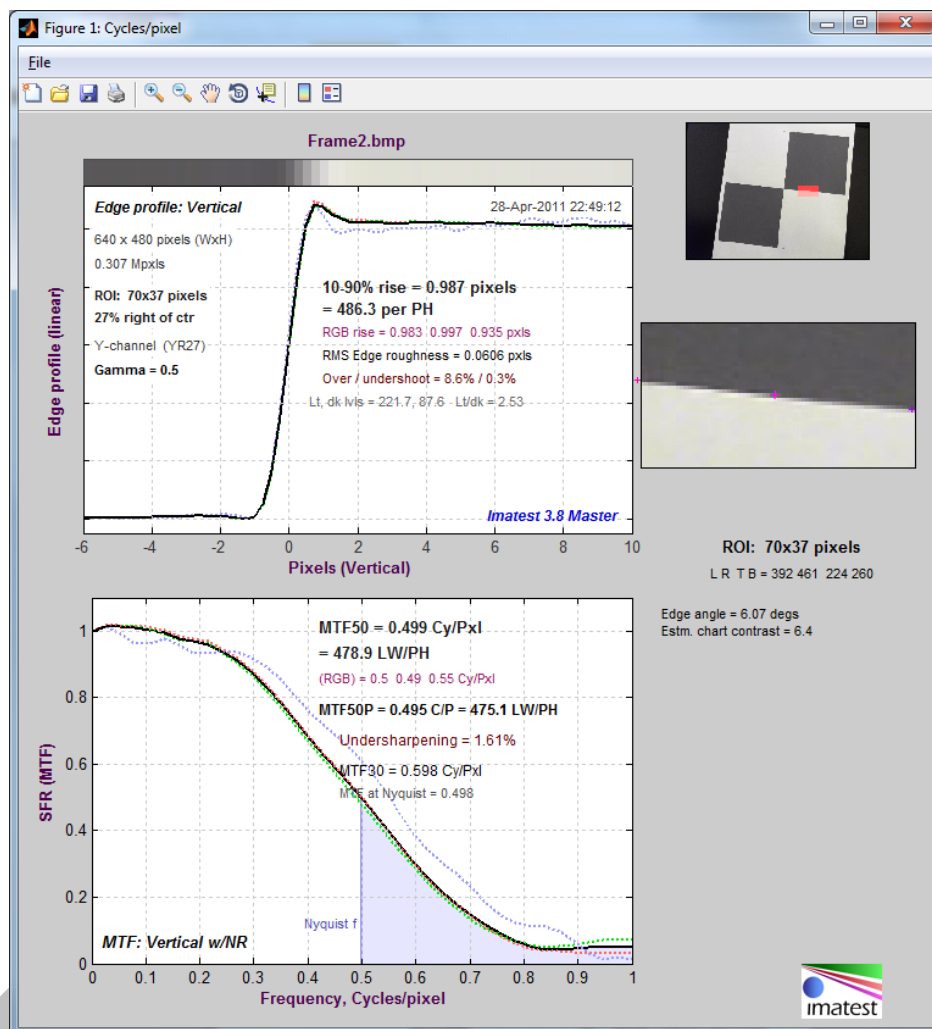 Figure 1: Cycles/pixel
File
Frame2.bmp
Edge profile: Vertical
28-Apr-2011 22:49:12
640 x 480 pixels (WxH)
0.307 Mpxls
ROI: 70x37 pixels
27% right of ctr
Y-channel (YR27)
Gamma = 0.5
10-90% rise = 0.987 pixels
= 486.3 per PH
RGB rise = 0.983 0.997 0.935 pxls
RMS Edge roughness = 0.0606 pxls
Over / undershoot = 8.6% / 0.3%
Lt, dk lvls = 221.7, 87.6 Lt/dk = 2.53
Edge profile (linear)
Imatest 3.8 Master
-6 -4 -2 0 2 4 6 8 10
Pixels (Vertical)
ROI: 70x37 pixels
L R T B = 392 461 224 260
Edge angle = 6.07 degs
Estm. chart contrast = 6.4
MTF50 = 0.499 Cy/Pxl
= 478.9 LW/PH
(RGB) = 0.5 0.49 0.55 Cy/Pxl
MTF50P = 0.495 C/P = 475.1 LW/PH
Undersharpening = 1.61%
MTF30 = 0.598 Cy/Pxl
MTF at Nyquist = 0.498
SFR (MTF)
1
0.8
0.6
0.4
0.2
0
Nyquist f
MTF: Vertical w/NR
0 0.1 0.2 0.3 0.4 0.5 0.6 0.7 0.8 0.9 1
Frequency, Cycles/pixel
imatest